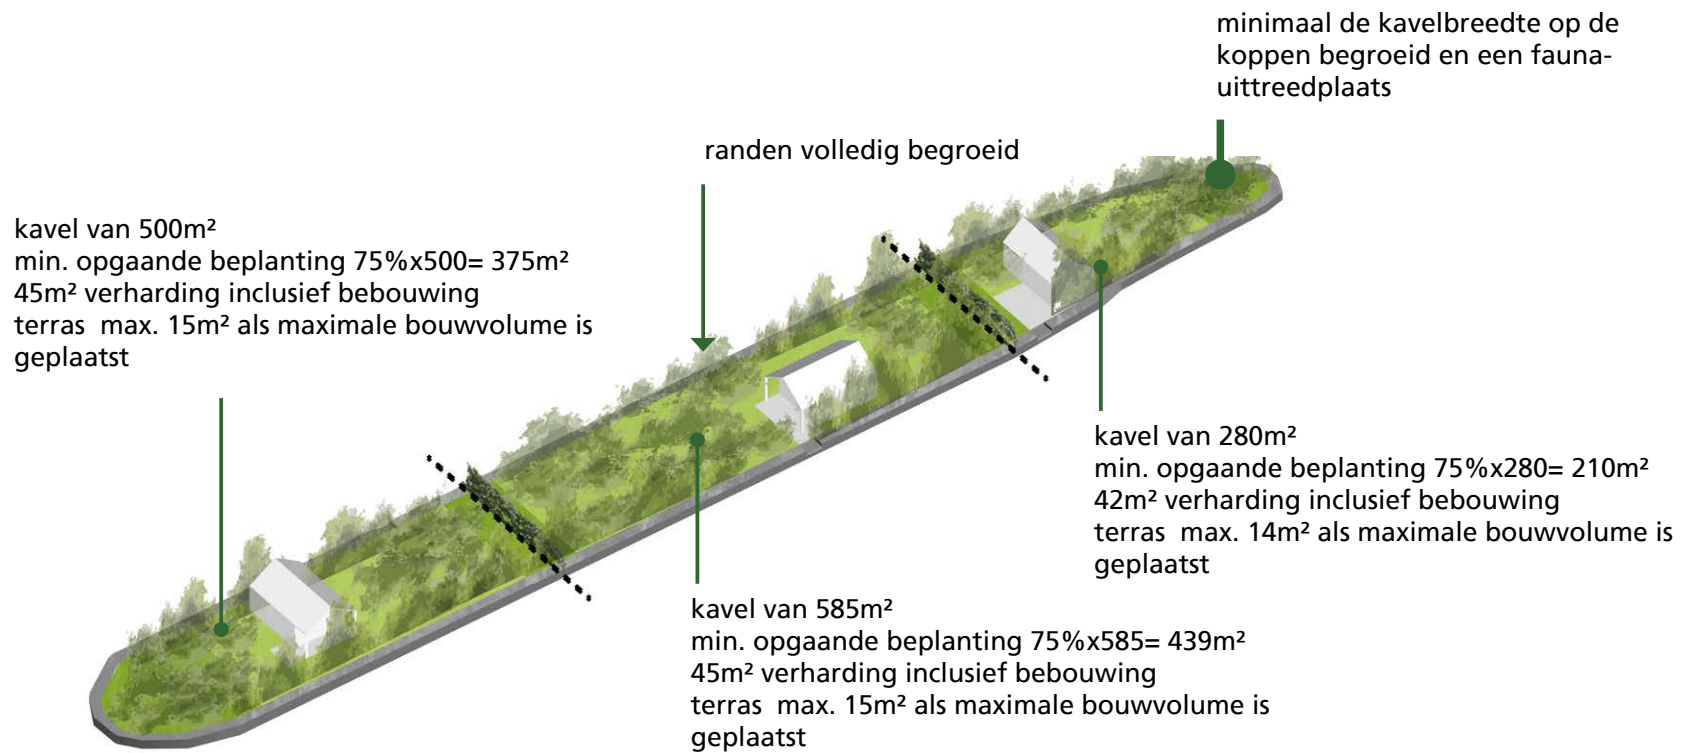 minimaal de kavelbreedte op de
koppen begroeid en een fauna-
uittreedplaats
randen volledig begroeid
kavel van 500m²
min. opgaande beplanting 75%x500= 375m²
45m² verharding inclusief bebouwing
terras  max. 15m² als maximale bouwvolume is
geplaatst
kavel van 280m²
min. opgaande beplanting 75%x280= 210m²
42m² verharding inclusief bebouwing
terras  max. 14m² als maximale bouwvolume is
geplaatst
kavel van 585m²
min. opgaande beplanting 75%x585= 439m²
45m² verharding inclusief bebouwing
terras  max. 15m² als maximale bouwvolume is
geplaatst